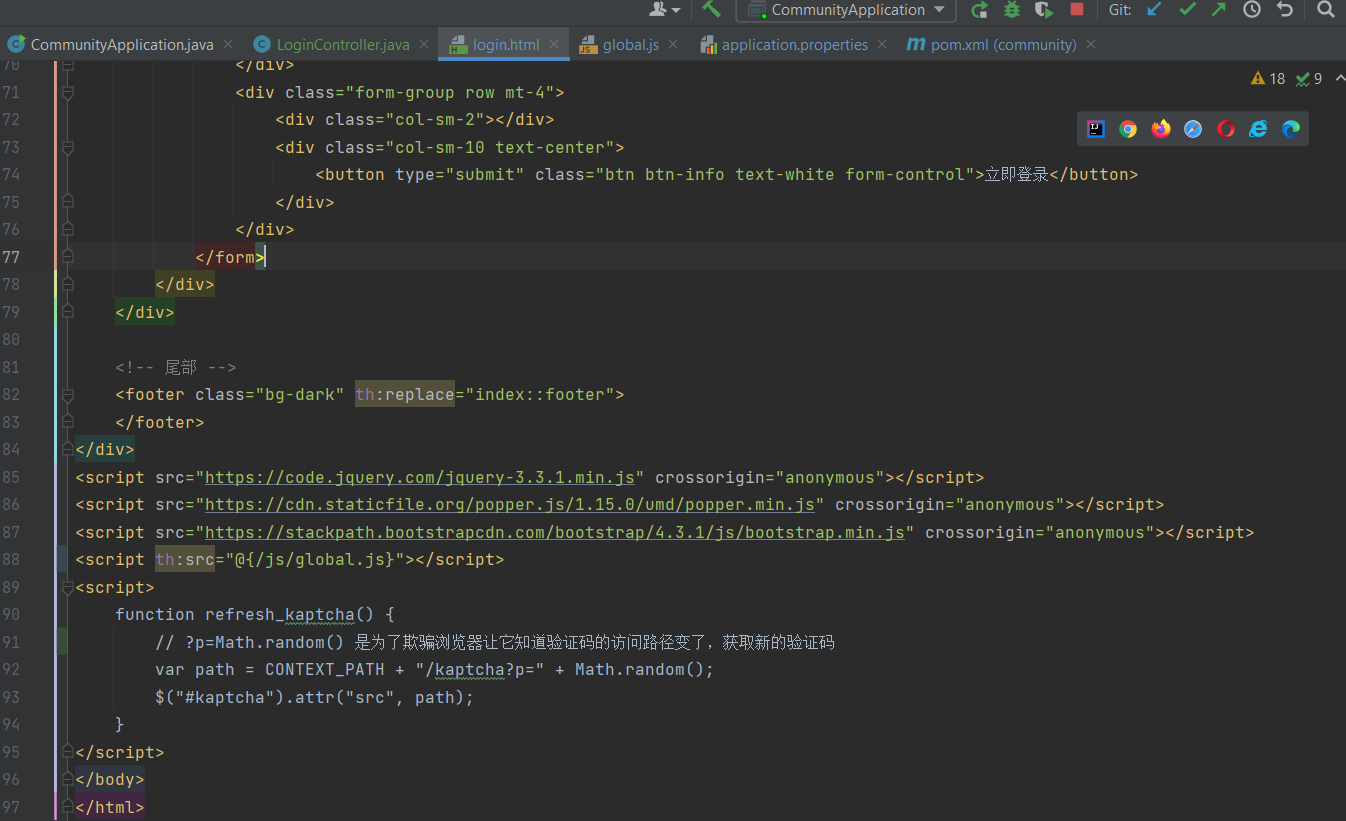 CommunityApplication
Git:
CommunityApplication.java
LoginController.java
login.html
global.js
application.properties
pom.xml (community)
18
9
70 </div>
71 <div class="form-group row mt-4">
72 <div class="col-sm-2"></div>
73 <div class="col-sm-10 text-center">
74 <button type="submit" class="btn btn-info text-white form-control">立即登录</button>
75 </div>
76 </div>
77 </form>
78 </div>
79 </div>
80
81 <!-- 尾部 -->
82 <footer class="bg-dark" th:replace="index::footer">
83 </footer>
84 </div>
85 <script src="https://code.jquery.com/jquery-3.3.1.min.js" crossorigin="anonymous"></script>
86 <script src="https://cdn.staticfile.org/popper.js/1.15.0/umd/popper.min.js" crossorigin="anonymous"></script>
87 <script src="https://stackpath.bootstrapcdn.com/bootstrap/4.3.1/js/bootstrap.min.js" crossorigin="anonymous"></script>
88 <script th:src="@{/js/global.js}"></script>
89 <script>
90 function refresh_kaptcha() {
91 // ?p=Math.random() 是为了欺骗浏览器让它知道验证码的访问路径变了，获取新的验证码
92 var path = CONTEXT_PATH + "/kaptcha?p=" + Math.random();
93 $("#kaptcha").attr("src", path);
94 }
95 </script>
96 </body>
97 </html>